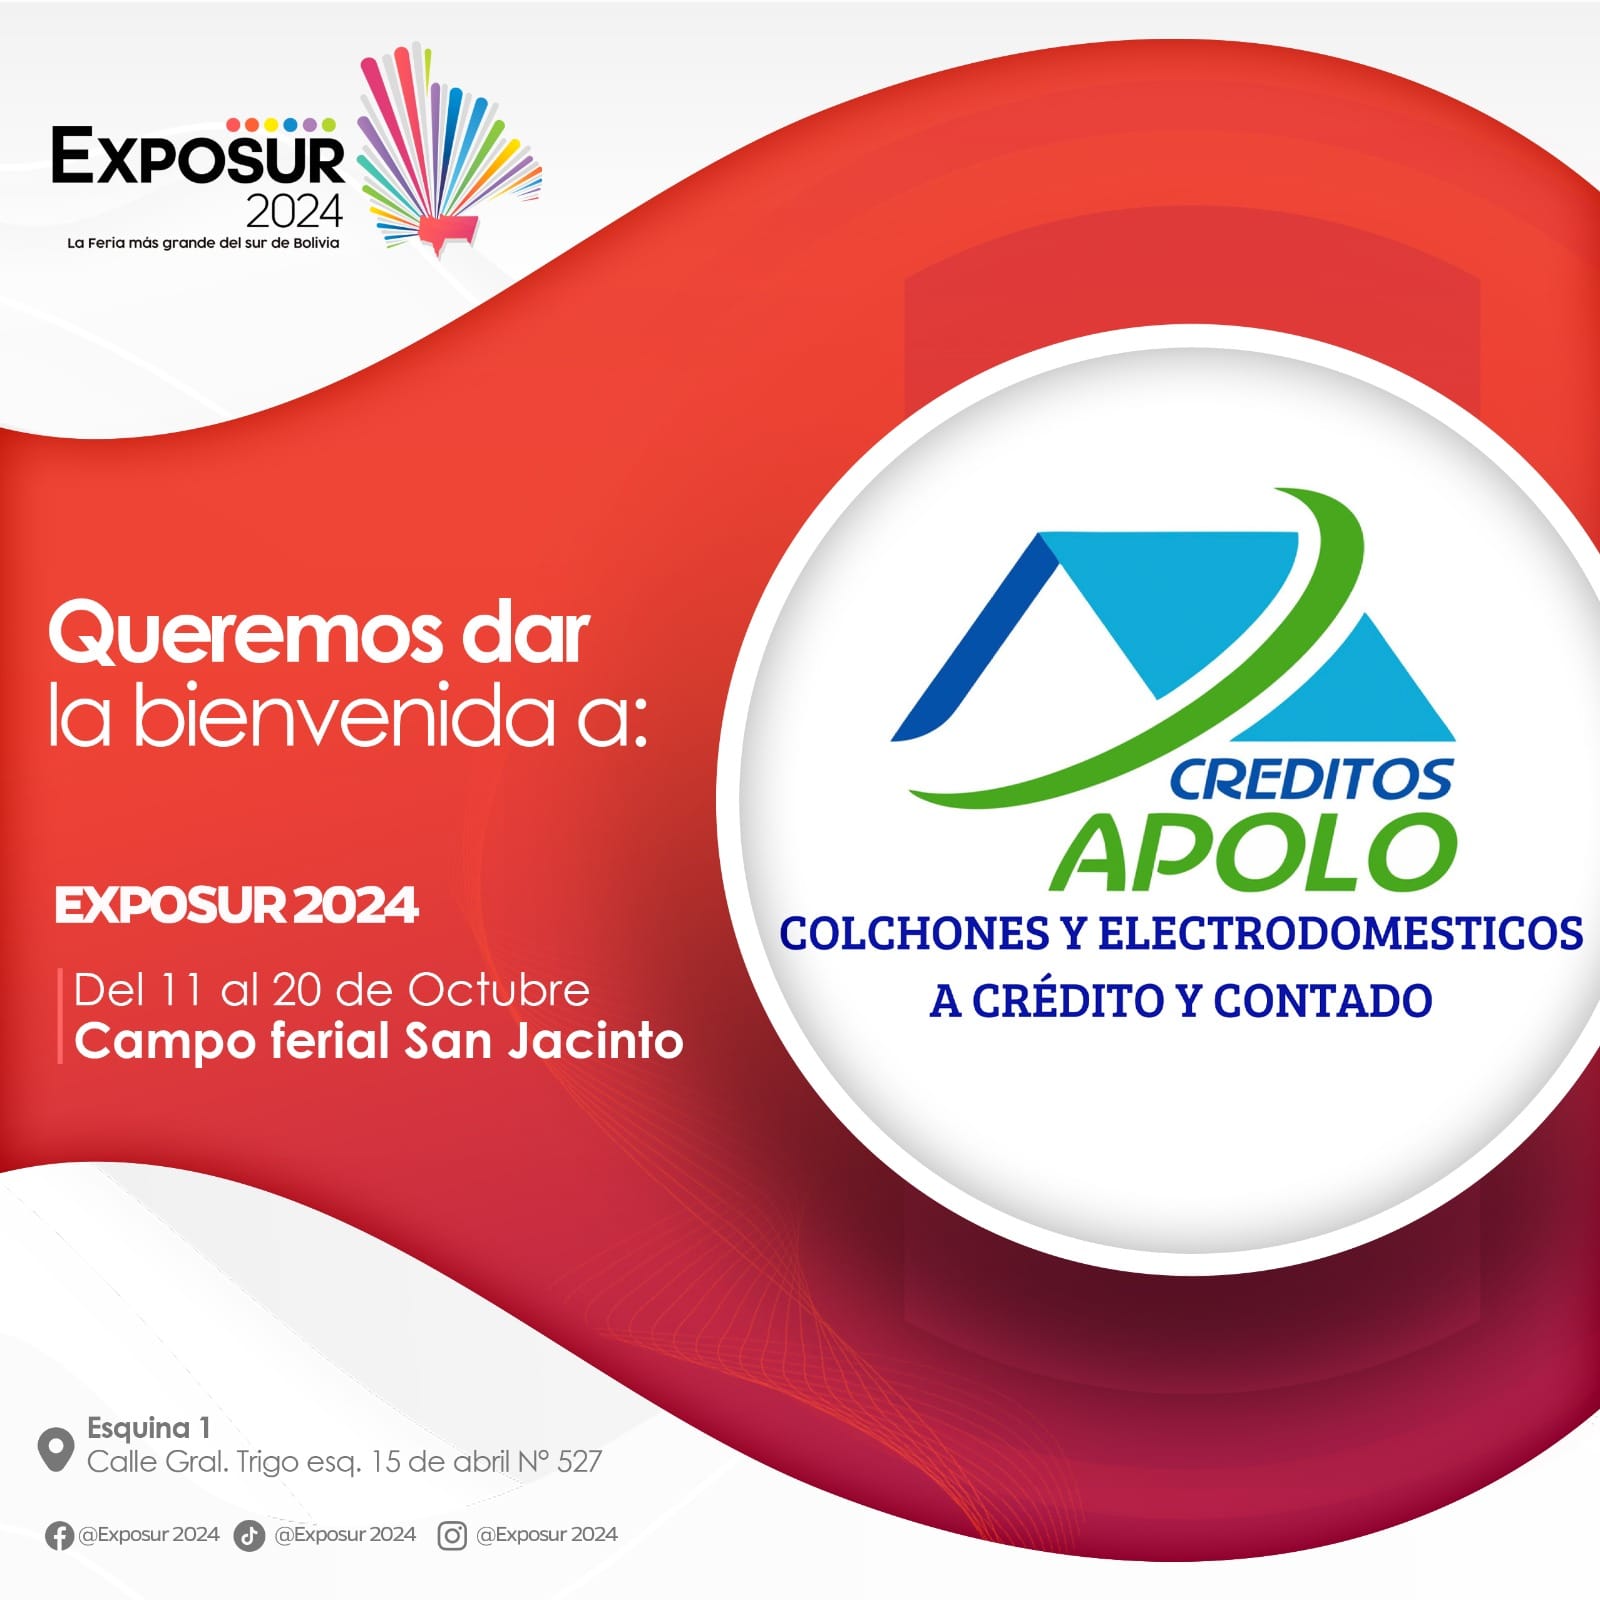 EXPOSUR
2024
La Feria más grande del sur de Bolivia
Queremos dar
la bienvenida a:
EXPOSUR 2024
Del 11 al 20 de Octubre
Campo ferial San Jacinto
CREDITOS
APOLO
COLCHONES Y ELECTRODOMESTICOS
A CRÉDITO Y CONTADO
Esquina 1
Calle Gral. Trigo esq. 15 de abril N° 527
@Exposur 2024 @Exposur 2024 @Exposur 2024